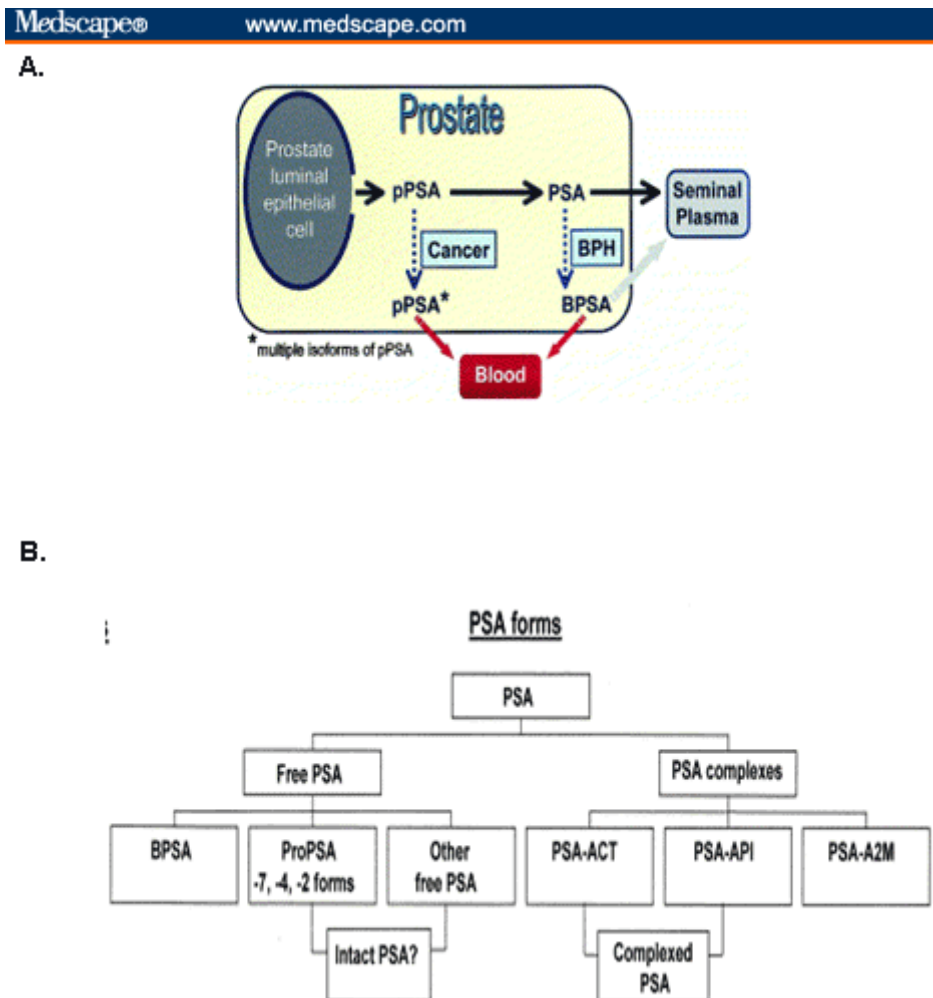 Medscape® www.medscape.com
A.
Prostate
Prostate
luminal
epithelial
cell
pPSA
PSA
Seminal
Plasma
Cancer
BPH
pPSA*
BPSA
*multiple isoforms of pPSA
Blood
B.
PSA forms
PSA
Free PSA
PSA complexes
BPSA
ProPSA
-7, -4, -2 forms
Other
free PSA
PSA-ACT
PSA-API
PSA-A2M
Intact PSA?
Complexed
PSA